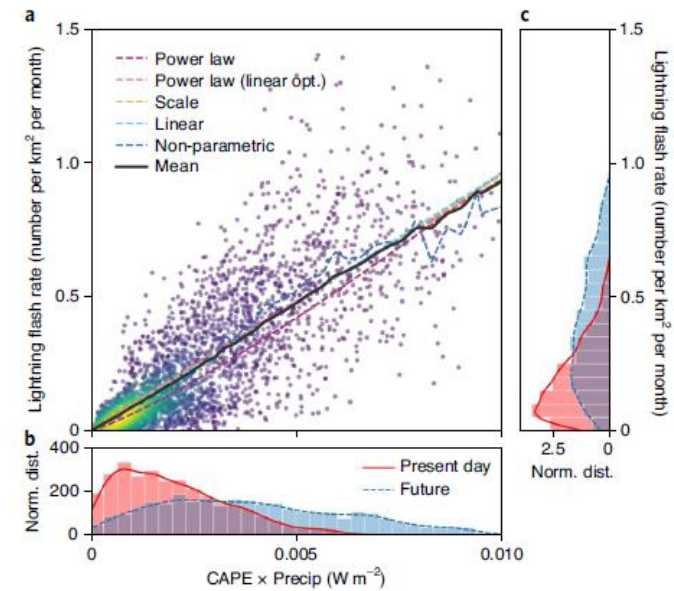 a
1.5
1.0
0.5
0
Lightning flash rate (number per km² per month)
Power law
Power law (linear opt.)
Scale
Linear
Non-parametric
Mean
c
1.5
1.0
0.5
0
Lightning flash rate (number per km² per month)
2.5 0
Norm. dist.
b
400
200
0
Norm. dist.
Present day
Future
0 0.005 0.010
CAPE × Precip (W m⁻²)